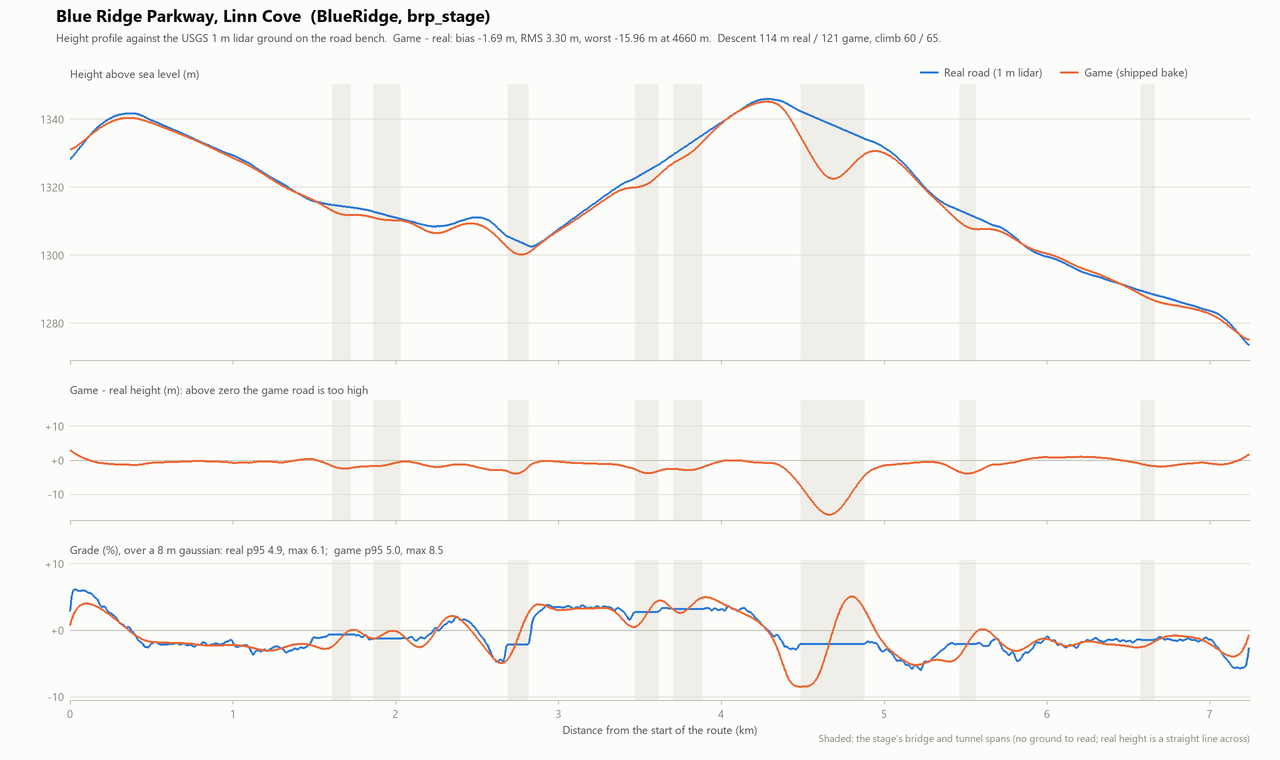 Blue Ridge Parkway, Linn Cove  (BlueRidge, brp_stage)
Height profile against the USGS 1 m lidar ground on the road bench.  Game - real: bias -1.69 m, RMS 3.30 m, worst -15.96 m at 4660 m.  Descent 114 m real / 121 game, climb 60 / 65.
Height above sea level (m)
Real road (1 m lidar)
Game (shipped bake)
1340
1320
1300
1280
Game - real height (m): above zero the game road is too high
+10
+0
-10
Grade (%), over a 8 m gaussian: real p95 4.9, max 6.1;  game p95 5.0, max 8.5
+10
+0
-10
0 1 2 3 4 5 6 7
Distance from the start of the route (km)
Shaded: the stage's bridge and tunnel spans (no ground to read; real height is a straight line across)